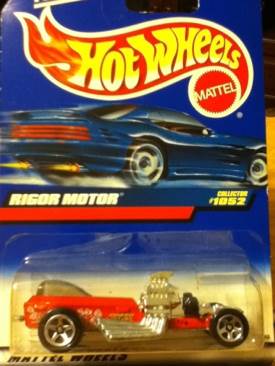 Hot Wheels
MATTEL
RIGOR MOTOR
COLLECTOR
#1052
MATTEL WHEELS